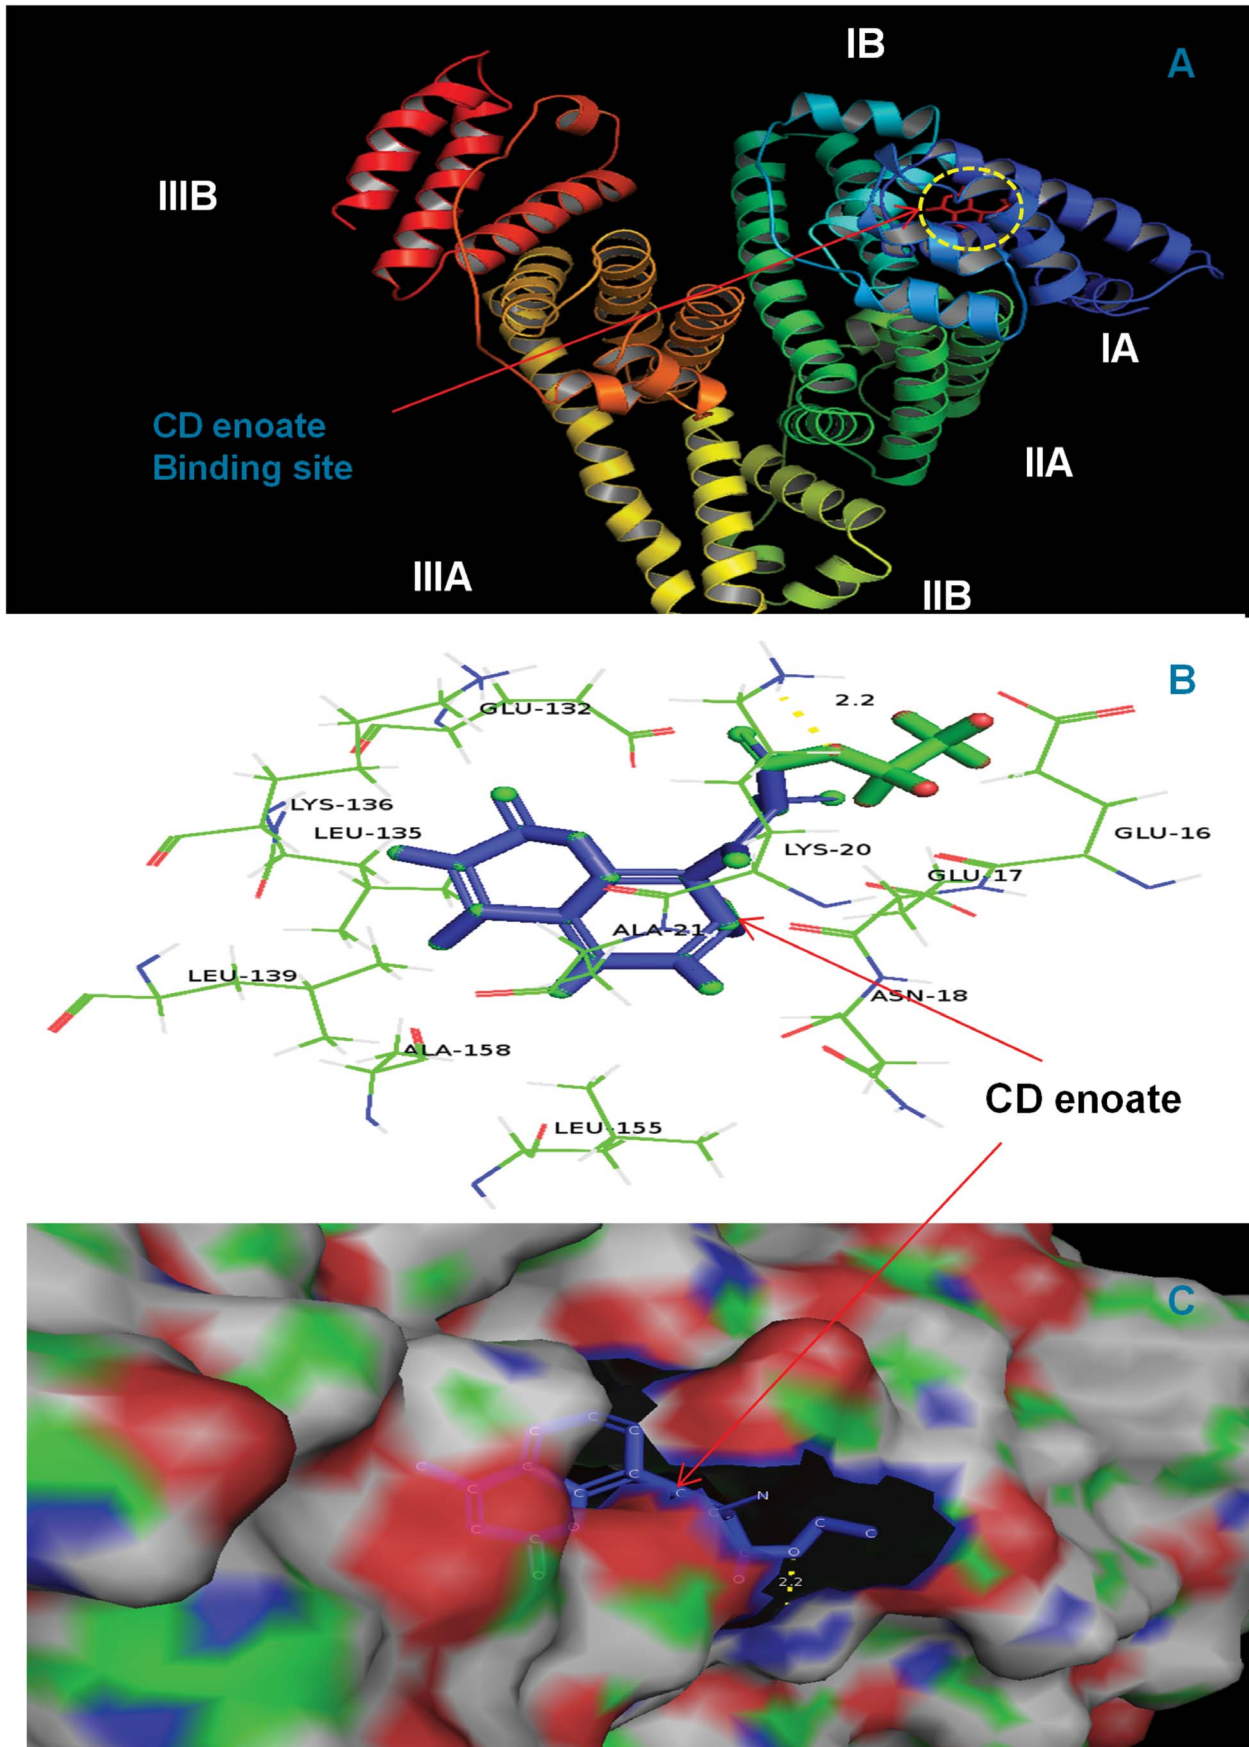 IB
A
IIIB
IA
CD enoate
Binding site
IIA
IIIA
IIB
B
2.2
GLU-132
LYS-136
LEU-135
GLU-16
LYS-20
GLU-17
ALA-21
LEU-139
ASN-18
ALA-158
CD enoate
LEU-155
C
C
C
C
C
C
C
N
C
C
C
C
C
O
C
O
O
O
2.2